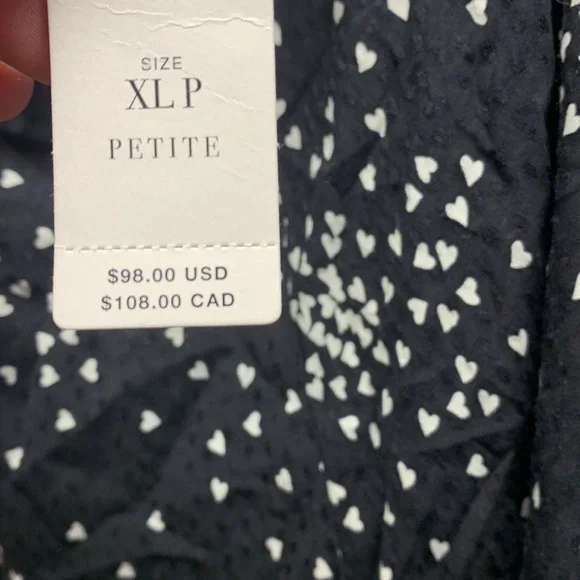 SIZE
XL P
PETITE
$98.00 USD
$108.00 CAD